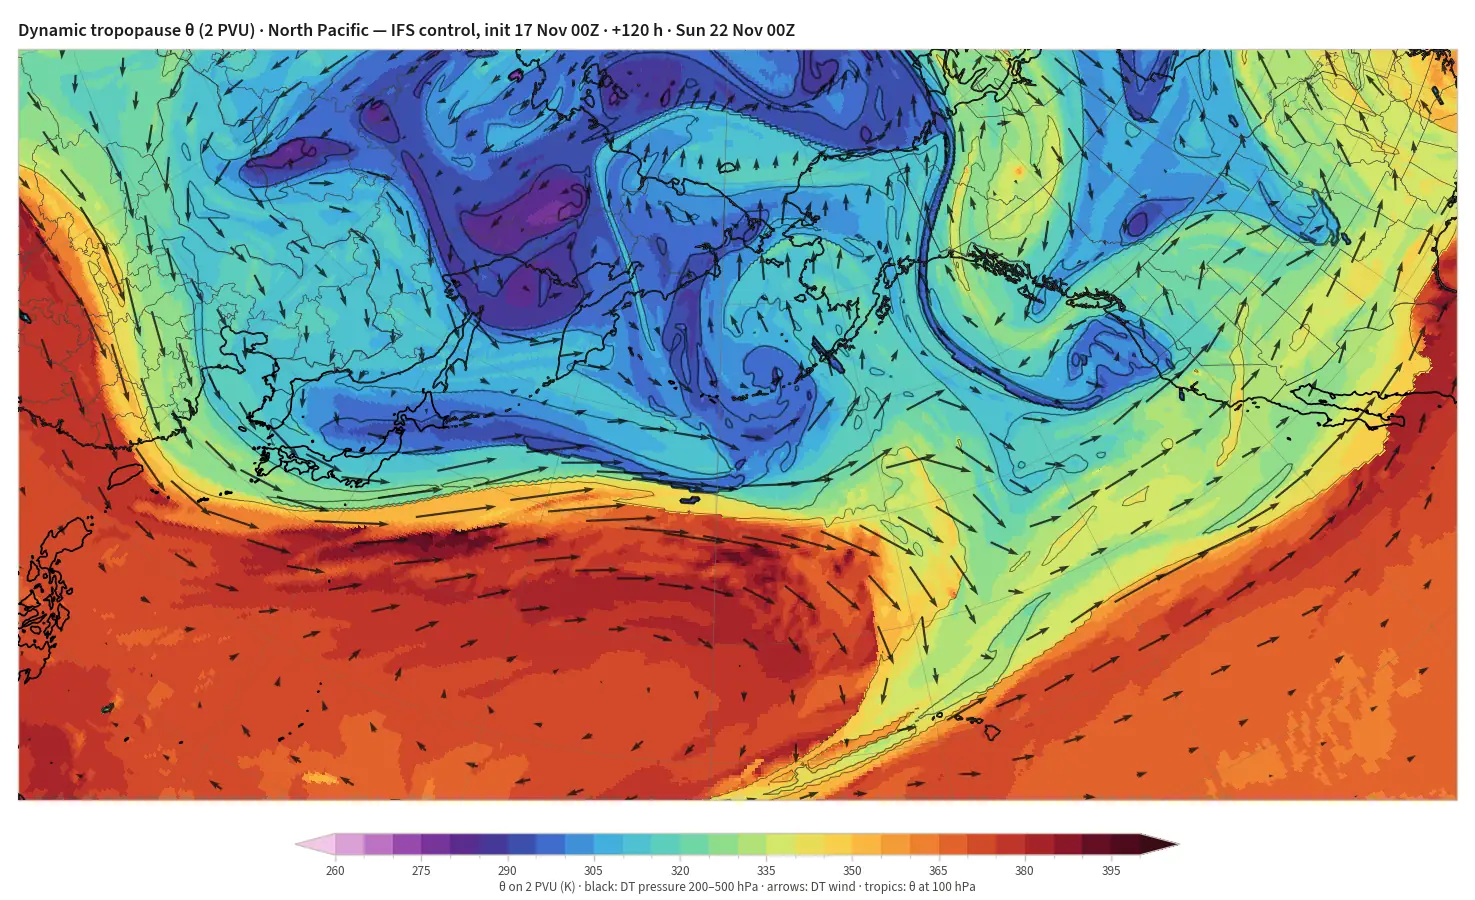 Dynamic tropopause θ (2 PVU) · North Pacific — IFS control, init 17 Nov 00Z · +120 h · Sun 22 Nov 00Z
260 275 290 305 320 335 350 365 380 395
θ on 2 PVU (K) · black: DT pressure 200–500 hPa · arrows: DT wind · tropics: θ at 100 hPa